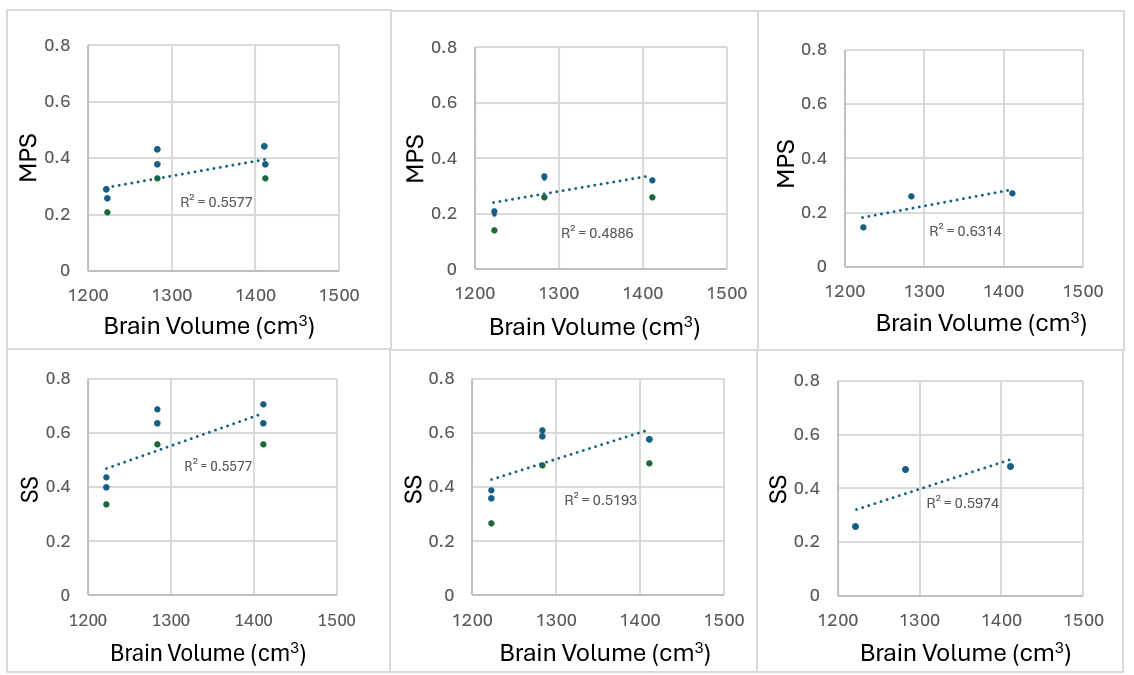 0.8
0.6
0.4
0.2
0
MPS
R² = 0.5577
1200 1300 1400 1500
Brain Volume (cm³)
0.8
0.6
0.4
0.2
0
MPS
R² = 0.4886
1200 1300 1400 1500
Brain Volume (cm³)
0.8
0.6
0.4
0.2
0
MPS
R² = 0.6314
1200 1300 1400 1500
Brain Volume (cm³)
0.8
0.6
0.4
0.2
0
SS
R² = 0.5577
1200 1300 1400 1500
Brain Volume (cm³)
0.8
0.6
0.4
0.2
0
SS
R² = 0.5193
1200 1300 1400 1500
Brain Volume (cm³)
0.8
0.6
0.4
0.2
0
SS
R² = 0.5974
1200 1300 1400 1500
Brain Volume (cm³)